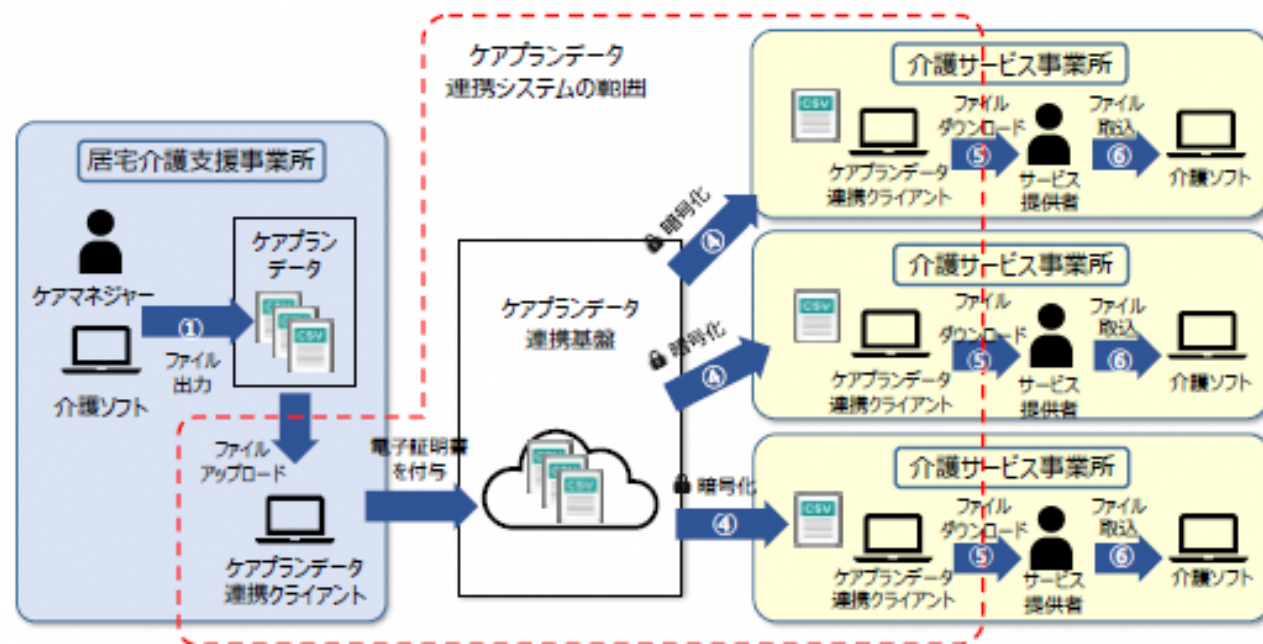 ケアプランデータ
連携システムの範囲
居宅介護支援事業所
ケアマネジャー
介護ソフト
①
ファイル
出力
ケアプラン
データ
CSV
CSV
CSV
ファイル
アップロード
ケアプランデータ
連携クライアント
電子証明書
を付与
ケアプランデータ
連携基盤
CSV
CSV
CSV
暗号化
④
暗号化
④
暗号化
④
介護サービス事業所
CSV
ケアプランデータ
連携クライアント
ファイル
ダウンロード
⑤
サービス
提供者
ファイル
取込
⑥
介護ソフト
介護サービス事業所
CSV
ケアプランデータ
連携クライアント
ファイル
ダウンロード
⑤
サービス
提供者
ファイル
取込
⑥
介護ソフト
介護サービス事業所
CSV
ケアプランデータ
連携クライアント
ファイル
ダウンロード
⑤
サービス
提供者
ファイル
取込
⑥
介護ソフト